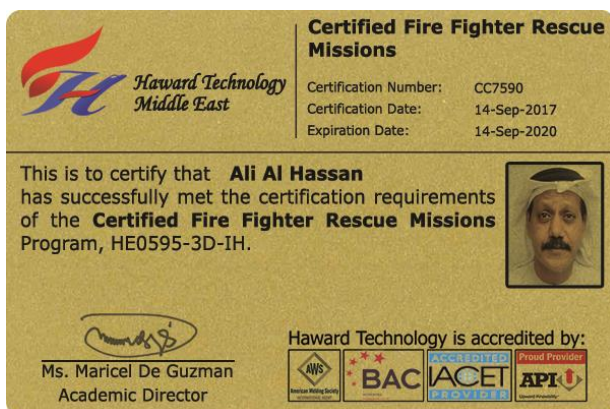 Haward Technology
Middle East
Certified Fire Fighter Rescue
Missions
Certification Number: CC7590
Certification Date: 14-Sep-2017
Expiration Date: 14-Sep-2020
This is to certify that Ali Al Hassan
has successfully met the certification requirements
of the Certified Fire Fighter Rescue Missions
Program, HE0595-3D-IH.
Ms. Maricel De Guzman
Academic Director
Haward Technology is accredited by:
AWS
American Welding Society
BAC
ACCREDITED
IACET
PROVIDER
Proud Provider
API U